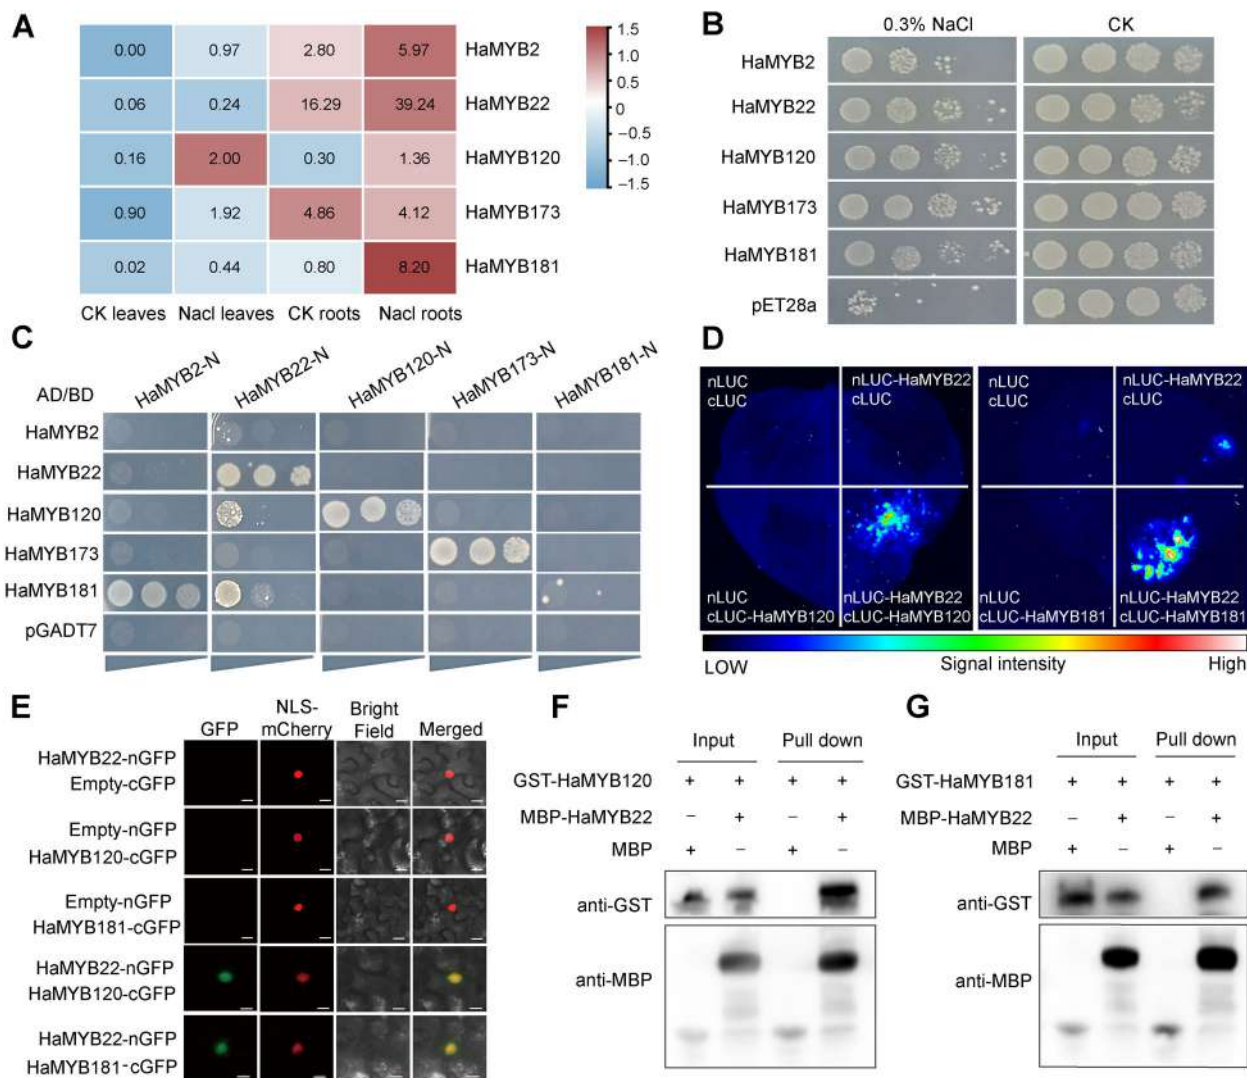 A
0.00 0.97 2.80 5.97 HaMYB2
0.06 0.24 16.29 39.24 HaMYB22
0.16 2.00 0.30 1.36 HaMYB120
0.90 1.92 4.86 4.12 HaMYB173
0.02 0.44 0.80 8.20 HaMYB181
CK leaves Nacl leaves CK roots Nacl roots
1.5
1.0
0.5
0
−0.5
−1.0
−1.5
B
0.3% NaCl CK
HaMYB2
HaMYB22
HaMYB120
HaMYB173
HaMYB181
pET28a
C
AD/BD HaMYB2-N HaMYB22-N HaMYB120-N HaMYB173-N HaMYB181-N
HaMYB2
HaMYB22
HaMYB120
HaMYB173
HaMYB181
pGADT7
D
nLUC
cLUC
nLUC-HaMYB22
cLUC
nLUC
cLUC
nLUC-HaMYB22
cLUC
nLUC
cLUC-HaMYB120
nLUC-HaMYB22
cLUC-HaMYB120
nLUC
cLUC-HaMYB181
nLUC-HaMYB22
cLUC-HaMYB181
LOW Signal intensity High
E
GFP NLS-mCherry Bright Field Merged
HaMYB22-nGFP
Empty-cGFP
Empty-nGFP
HaMYB120-cGFP
Empty-nGFP
HaMYB181-cGFP
HaMYB22-nGFP
HaMYB120-cGFP
HaMYB22-nGFP
HaMYB181-cGFP
F
Input Pull down
GST-HaMYB120 + + + +
MBP-HaMYB22 − + − +
MBP + − + −
anti-GST
anti-MBP
G
Input Pull down
GST-HaMYB181 + + + +
MBP-HaMYB22 − + − +
MBP + − + −
anti-GST
anti-MBP